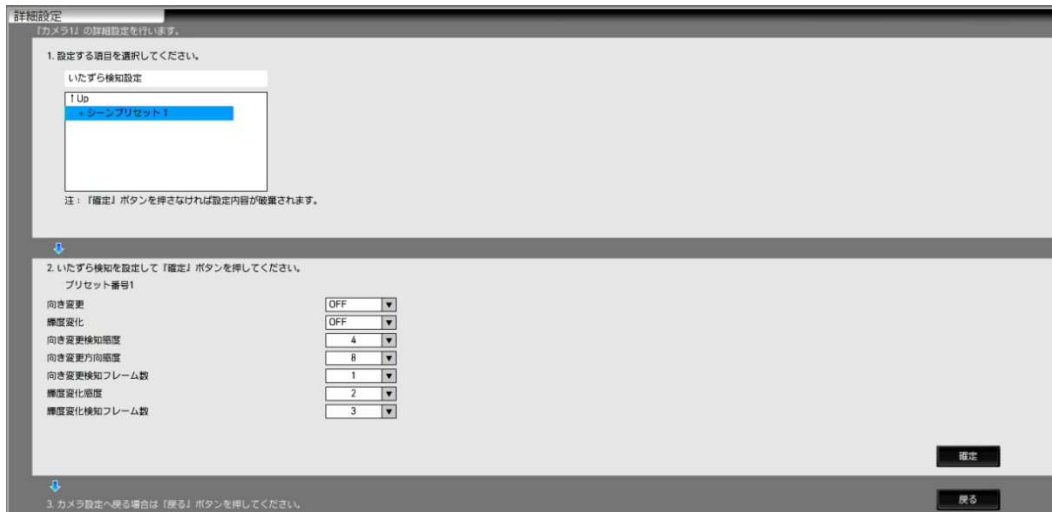 詳細設定
「カメラ1」の詳細設定を行います。
1. 設定する項目を選択してください。
いたずら検知設定
↑Up
+ シーンプリセット1
注：「確定」ボタンを押さなければ設定内容が破棄されます。
2. いたずら検知を設定して「確定」ボタンを押してください。
プリセット番号1
向き変更 OFF
輝度変化 OFF
向き変更検知感度 4
向き変更方向感度 8
向き変更検知フレーム数 1
輝度変化感度 2
輝度変化検知フレーム数 3
確定
3. カメラ設定へ戻る場合は「戻る」ボタンを押してください。
戻る